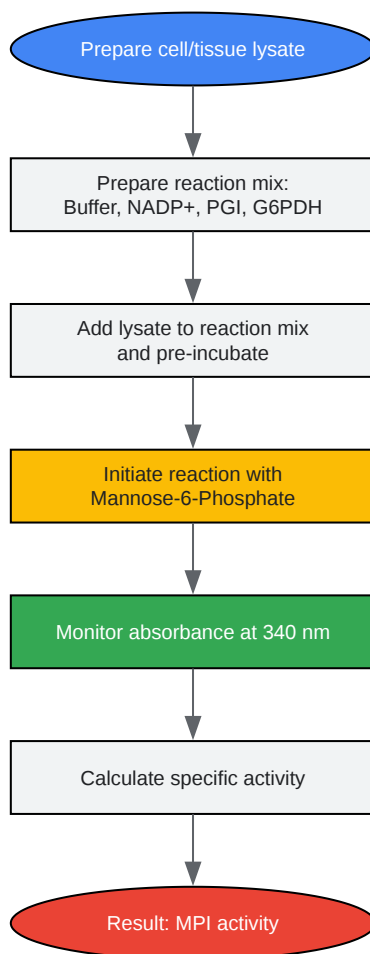 Prepare cell/tissue lysate
Prepare reaction mix:
Buffer, NADP+, PGI, G6PDH
Add lysate to reaction mix
and pre-incubate
Initiate reaction with
Mannose-6-Phosphate
Monitor absorbance at 340 nm
Calculate specific activity
Result: MPI activity